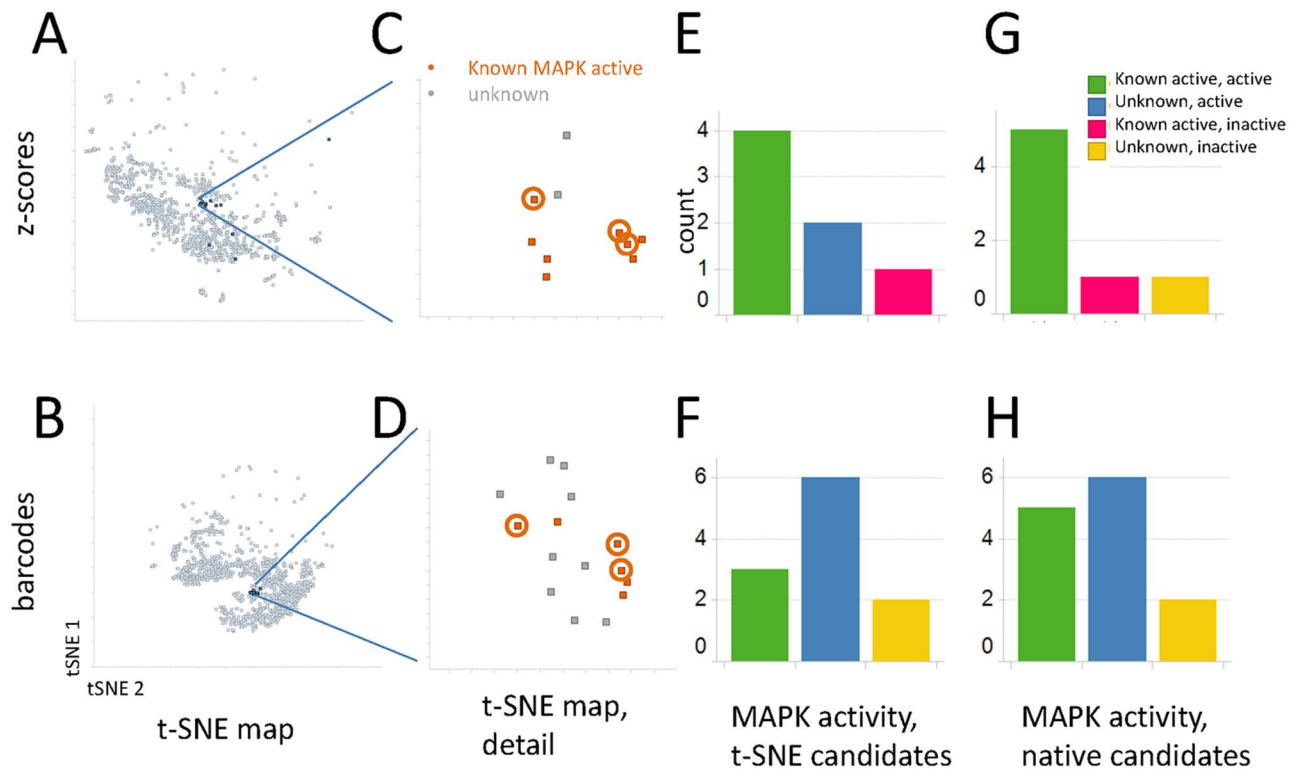 A
C
E
G
Known MAPK active
unknown
Known active, active
Unknown, active
Known active, inactive
Unknown, inactive
z-scores
count
4
3
2
1
0
4
2
0
B
D
F
H
barcodes
6
4
2
0
6
4
2
0
tSNE 1
tSNE 2
t-SNE map
t-SNE map,
detail
MAPK activity,
t-SNE candidates
MAPK activity,
native candidates